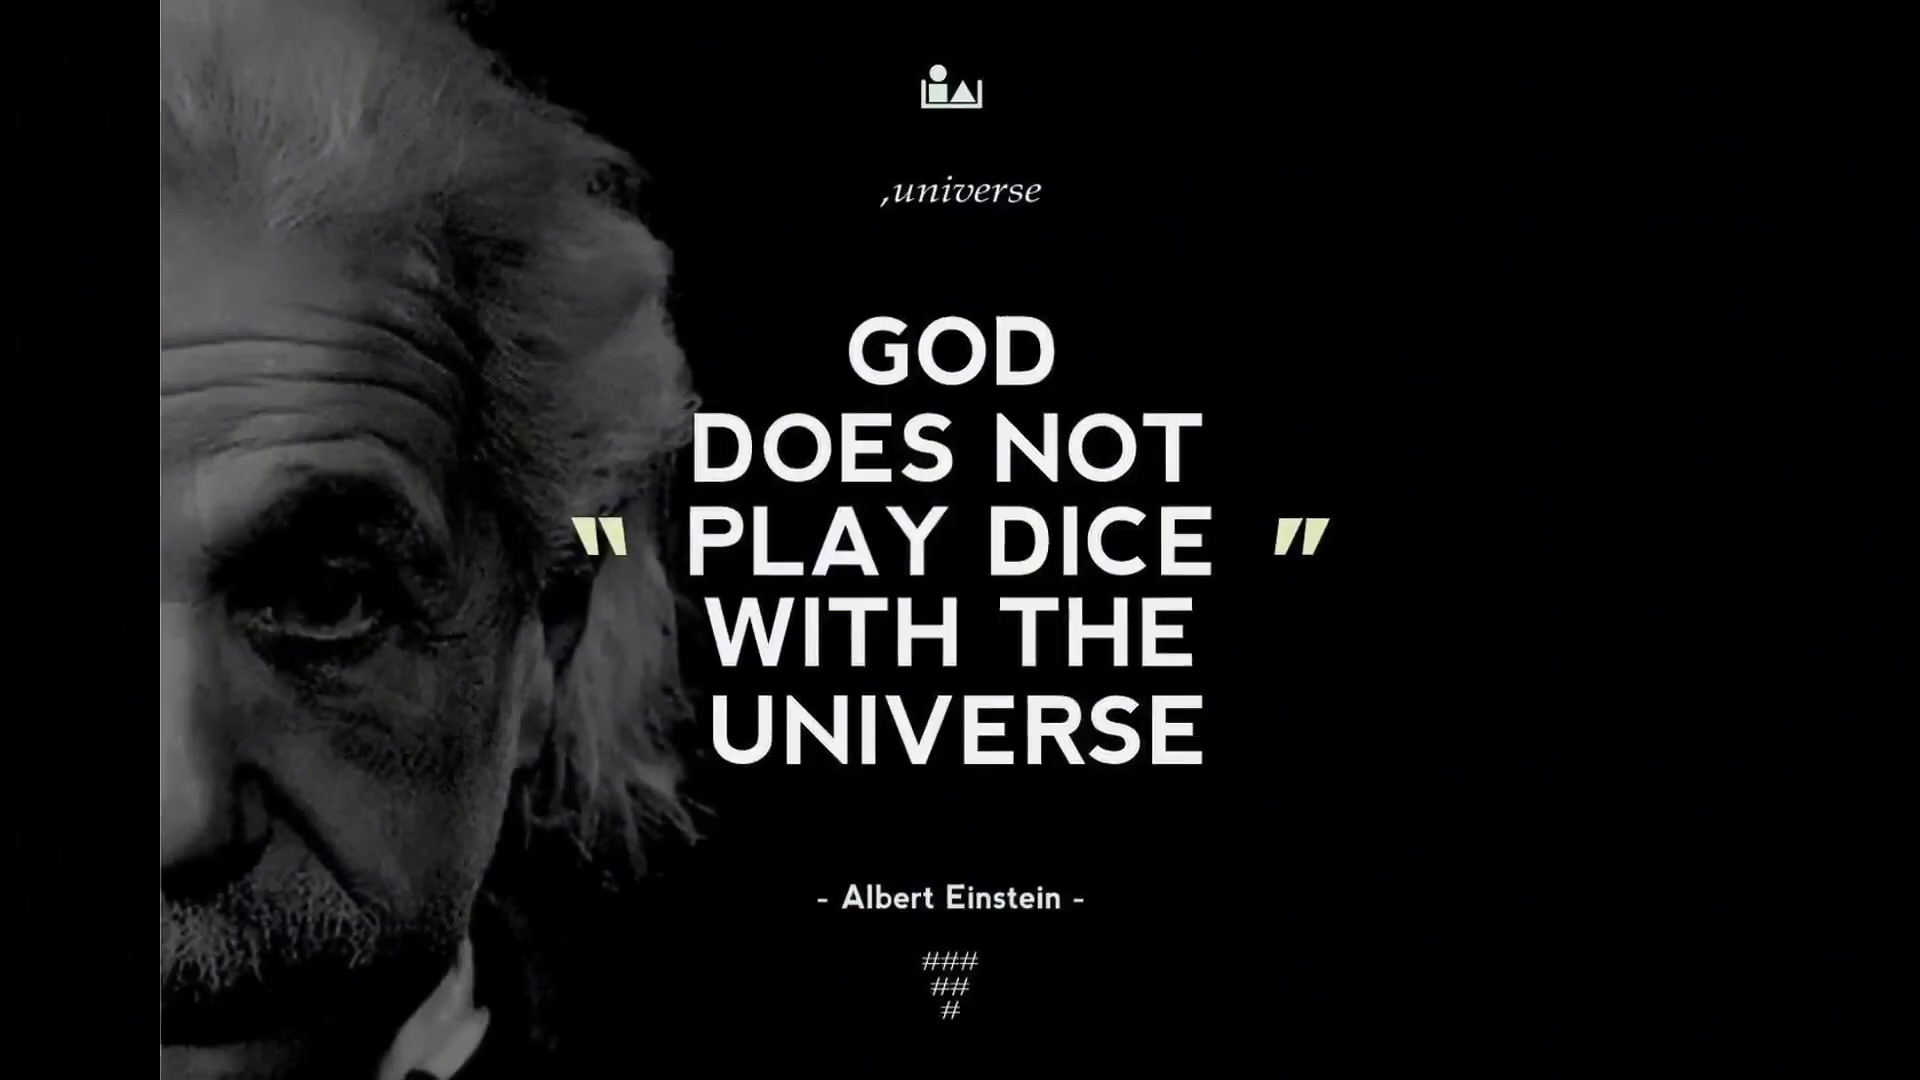 ,universe
GOD
DOES NOT
" PLAY DICE "
WITH THE
UNIVERSE
- Albert Einstein -
###
##
#